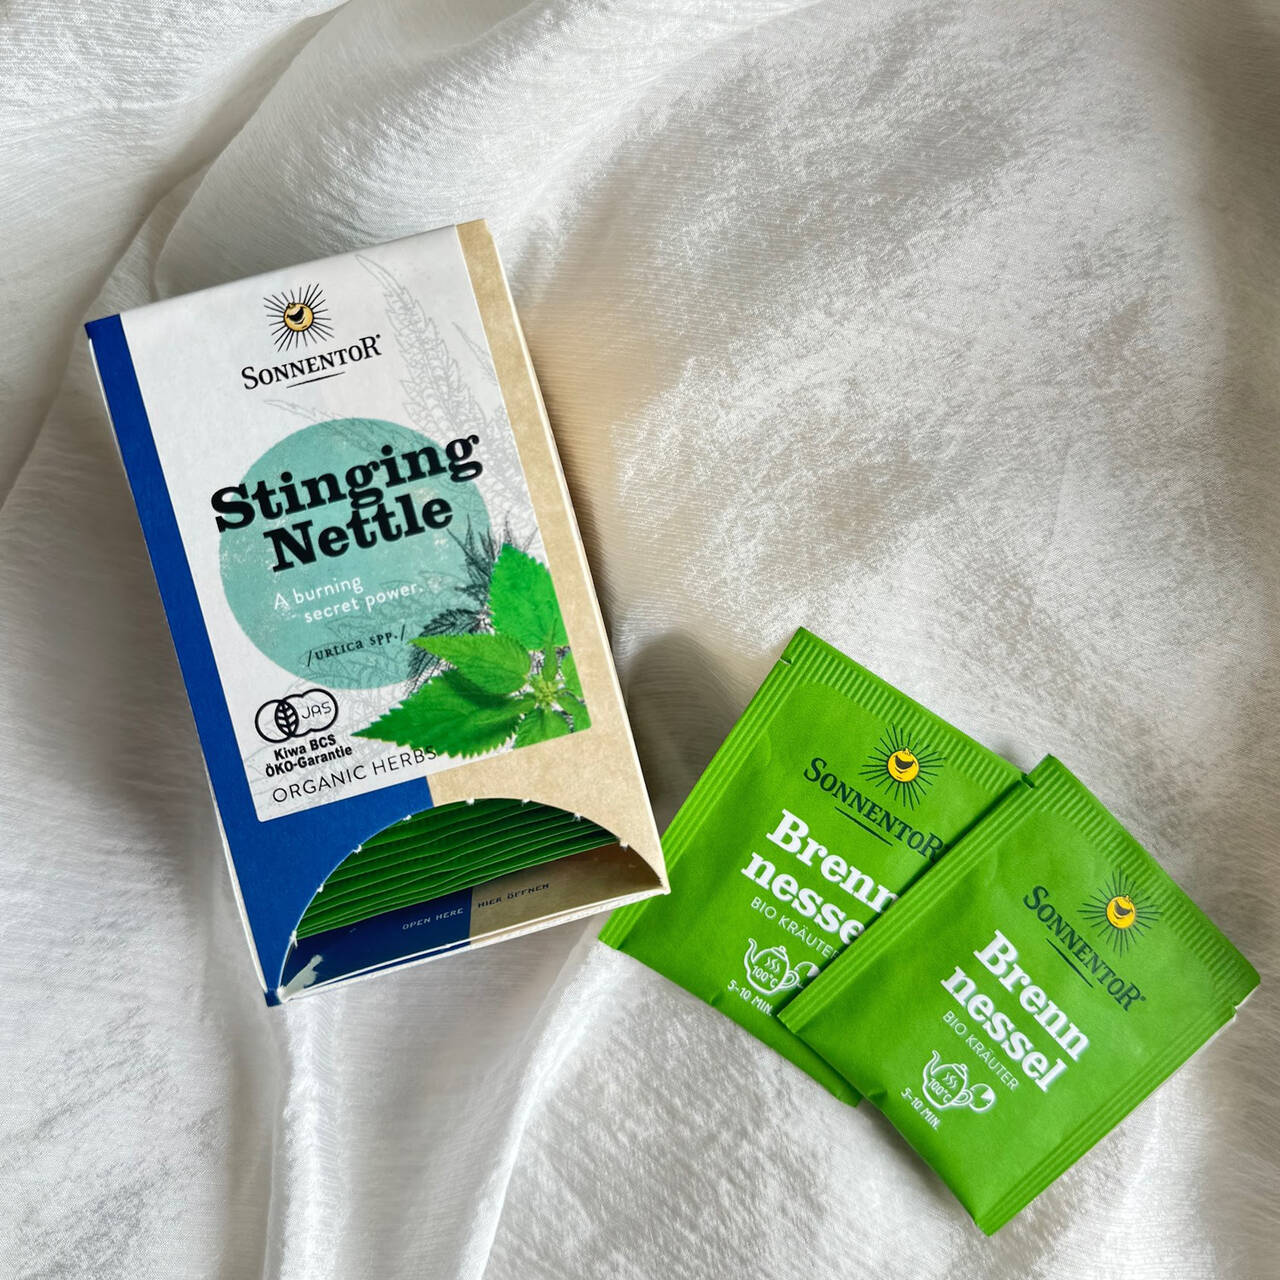 SONNENTOR
Stinging
Nettle
A burning
secret power.
/Urtica spp./
JAS
Kiwa BCS
ÖKO-Garantie
ORGANIC HERBS
OPEN HERE
HIER ÖFFNEN
SONNENTOR
Brenn
nessel
BIO KRÄUTER
100°C
5-10 MIN.
SONNENTOR
Brenn
nessel
BIO KRÄUTER
100°C
5-10 MIN.